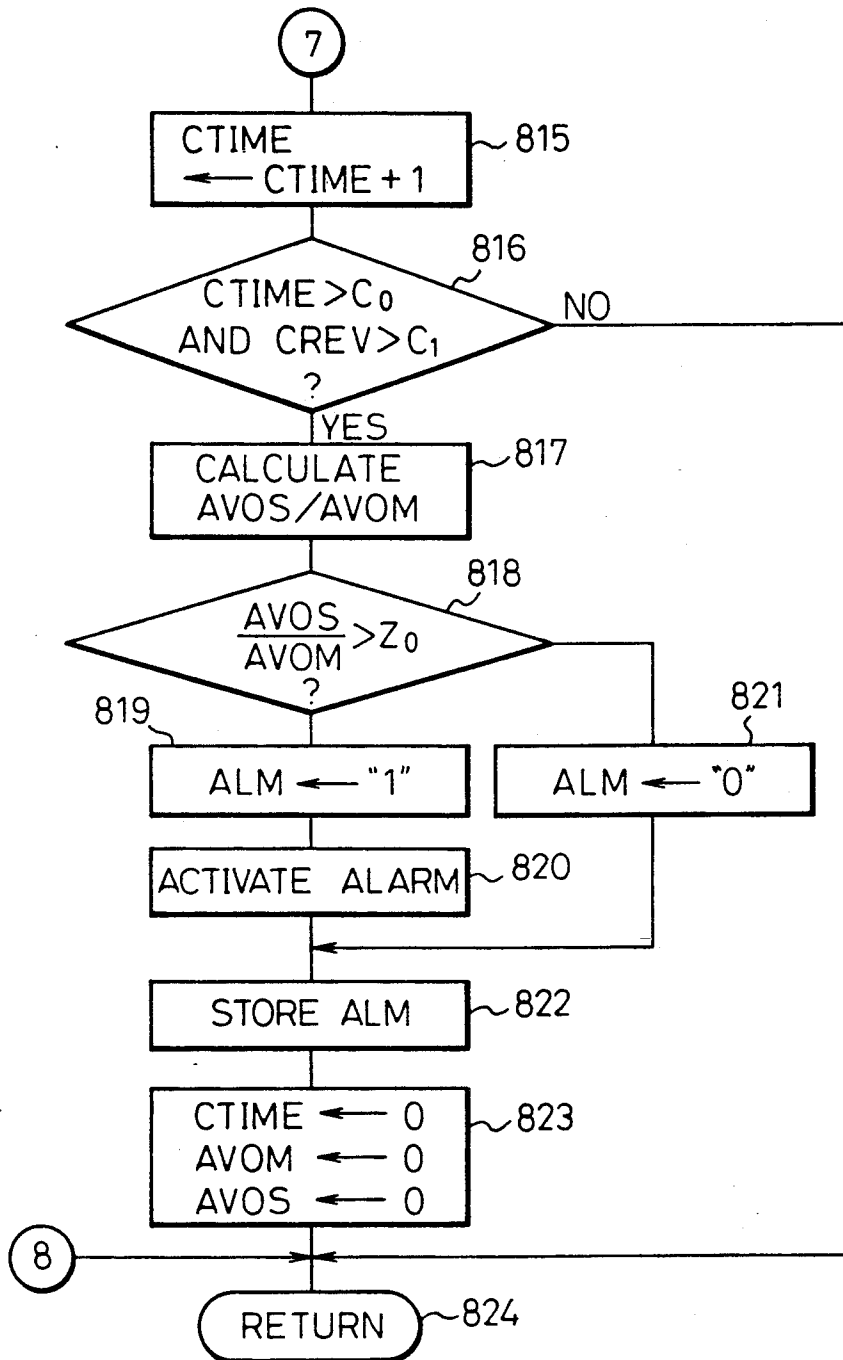 7
CTIME
← CTIME + 1
815
816
CTIME > C₀
AND CREV > C₁
?
NO
YES
CALCULATE
AVOS/AVOM
817
818
AVOS
AVOM
> Z₀
?
819
ALM ← "1"
821
ALM ← "0"
ACTIVATE ALARM
820
STORE ALM
822
CTIME ← 0
AVOM ← 0
AVOS ← 0
823
8
RETURN
824